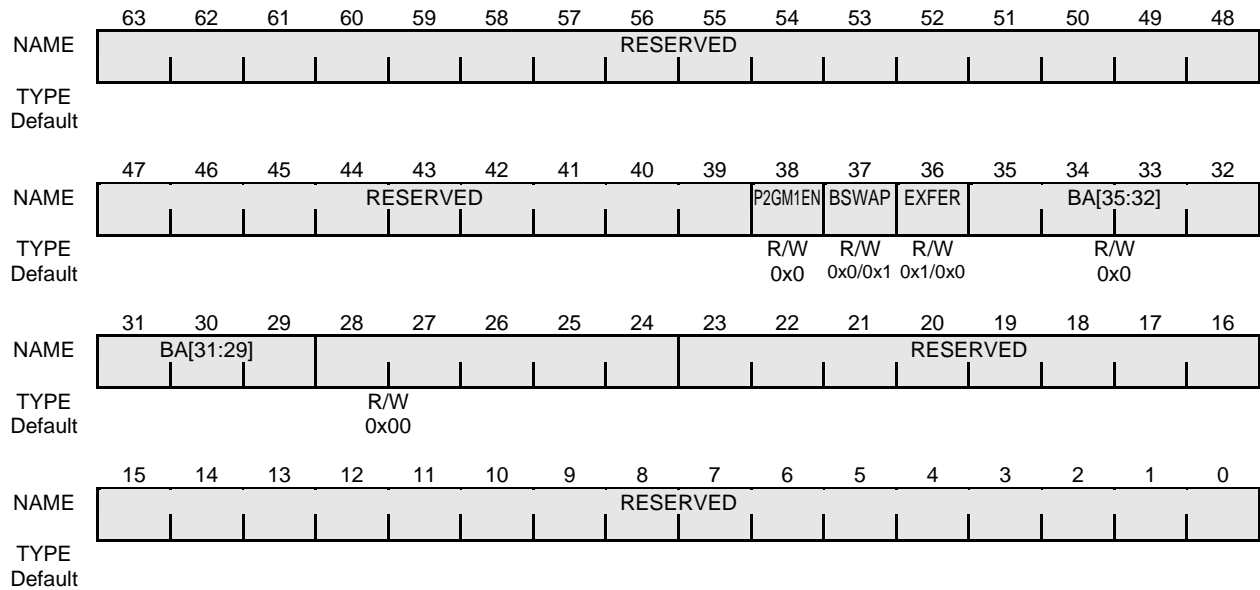 63 62 61 60 59 58 57 56 55 54 53 52 51 50 49 48
NAME RESERVED
TYPE
Default
47 46 45 44 43 42 41 40 39 38 37 36 35 34 33 32
NAME RESERVED P2GM1EN BSWAP EXFER BA[35:32]
TYPE R/W R/W R/W R/W
Default 0x0 0x0/0x1 0x1/0x0 0x0
31 30 29 28 27 26 25 24 23 22 21 20 19 18 17 16
NAME BA[31:29] RESERVED
TYPE R/W
Default 0x00
15 14 13 12 11 10 9 8 7 6 5 4 3 2 1 0
NAME RESERVED
TYPE
Default